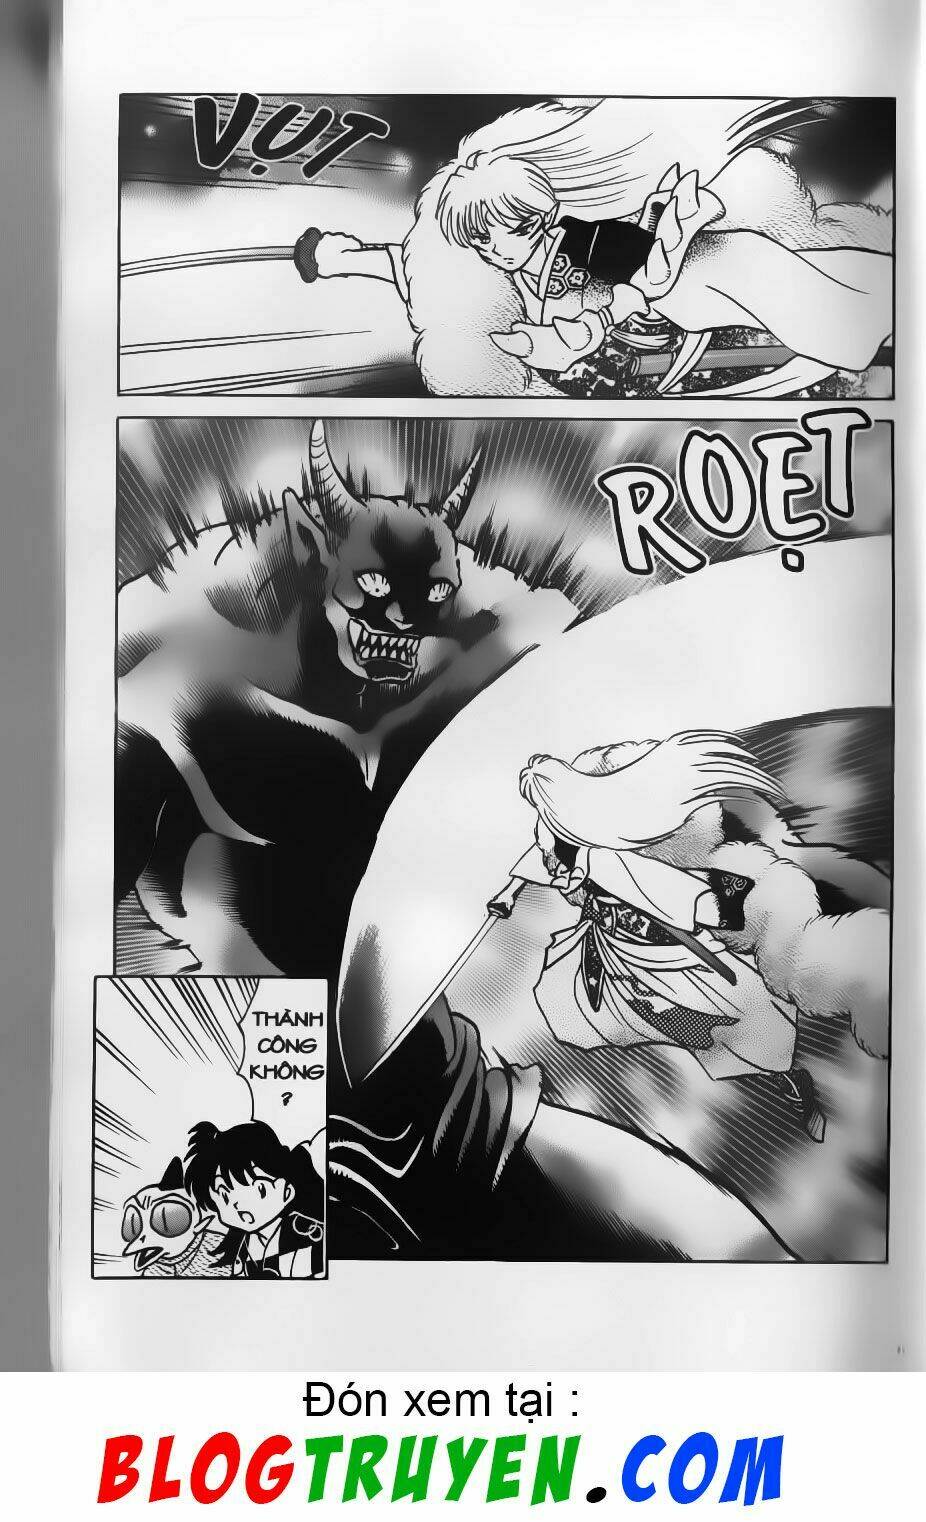 VỤT
ROẸT
THÀNH
CÔNG
KHÔNG
?
Đón xem tại :
BLOGTRUYEN.COM